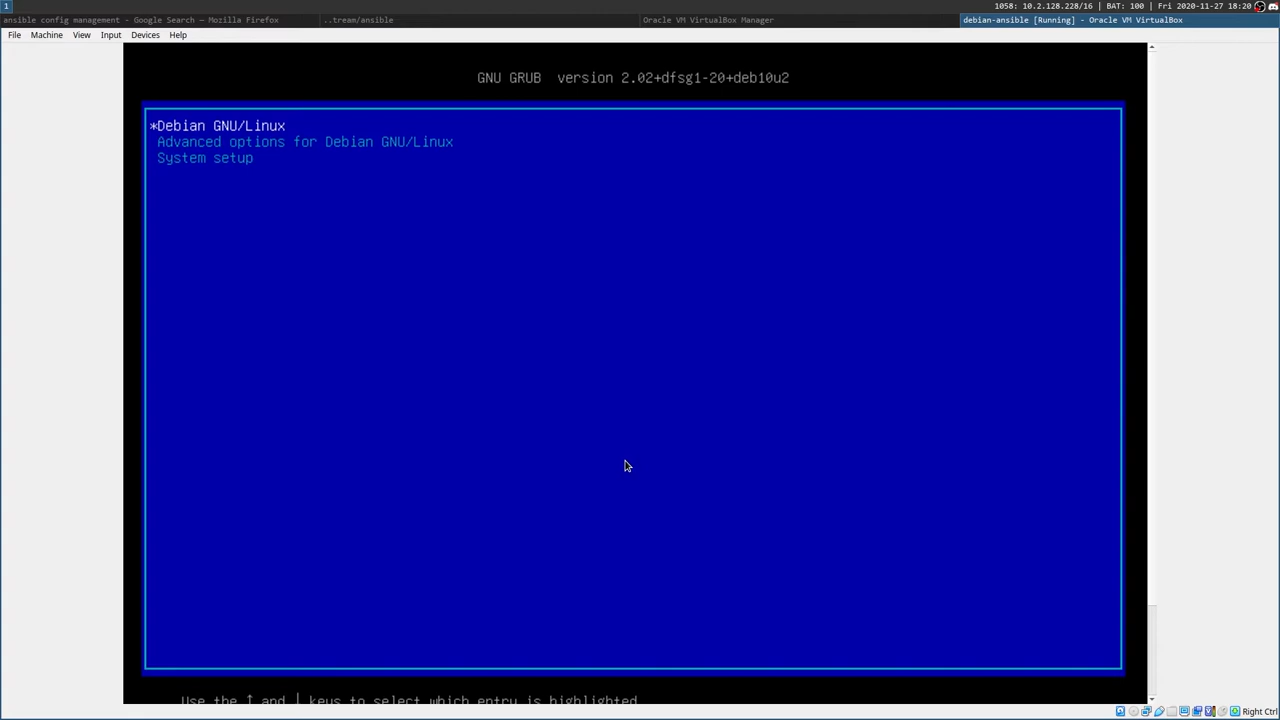 1
1058: 10.2.128.228/16 | BAT: 100 | Fri 2020-11-27 18:20
ansible config management - Google Search — Mozilla Firefox
..tream/ansible
Oracle VM VirtualBox Manager
debian-ansible [Running] - Oracle VM VirtualBox
File Machine View Input Devices Help
GNU GRUB version 2.02+dfsg1-20+deb10u2
*Debian GNU/Linux
Advanced options for Debian GNU/Linux
System setup
Use the ↑ and ↓ keys to select which entry is highlighted
Right Ctrl